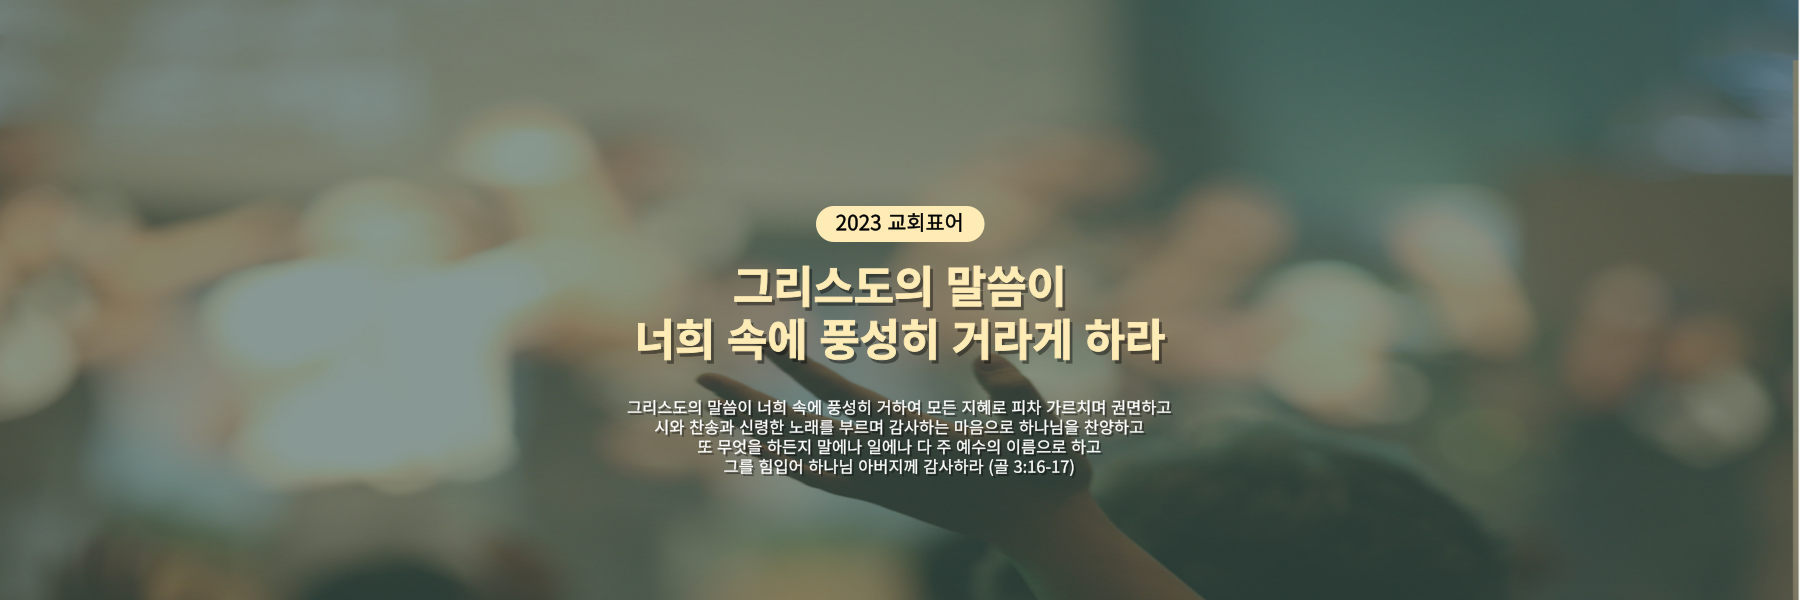 2023 교회표어
그리스도의 말씀이
너희 속에 풍성히 거라게 하라
그리스도의 말씀이 너희 속에 풍성히 거하여 모든 지혜로 피차 가르치며 권면하고
시와 찬송과 신령한 노래를 부르며 감사하는 마음으로 하나님을 찬양하고
또 무엇을 하든지 말에나 일에나 다 주 예수의 이름으로 하고
그를 힘입어 하나님 아버지께 감사하라 (골 3:16-17)